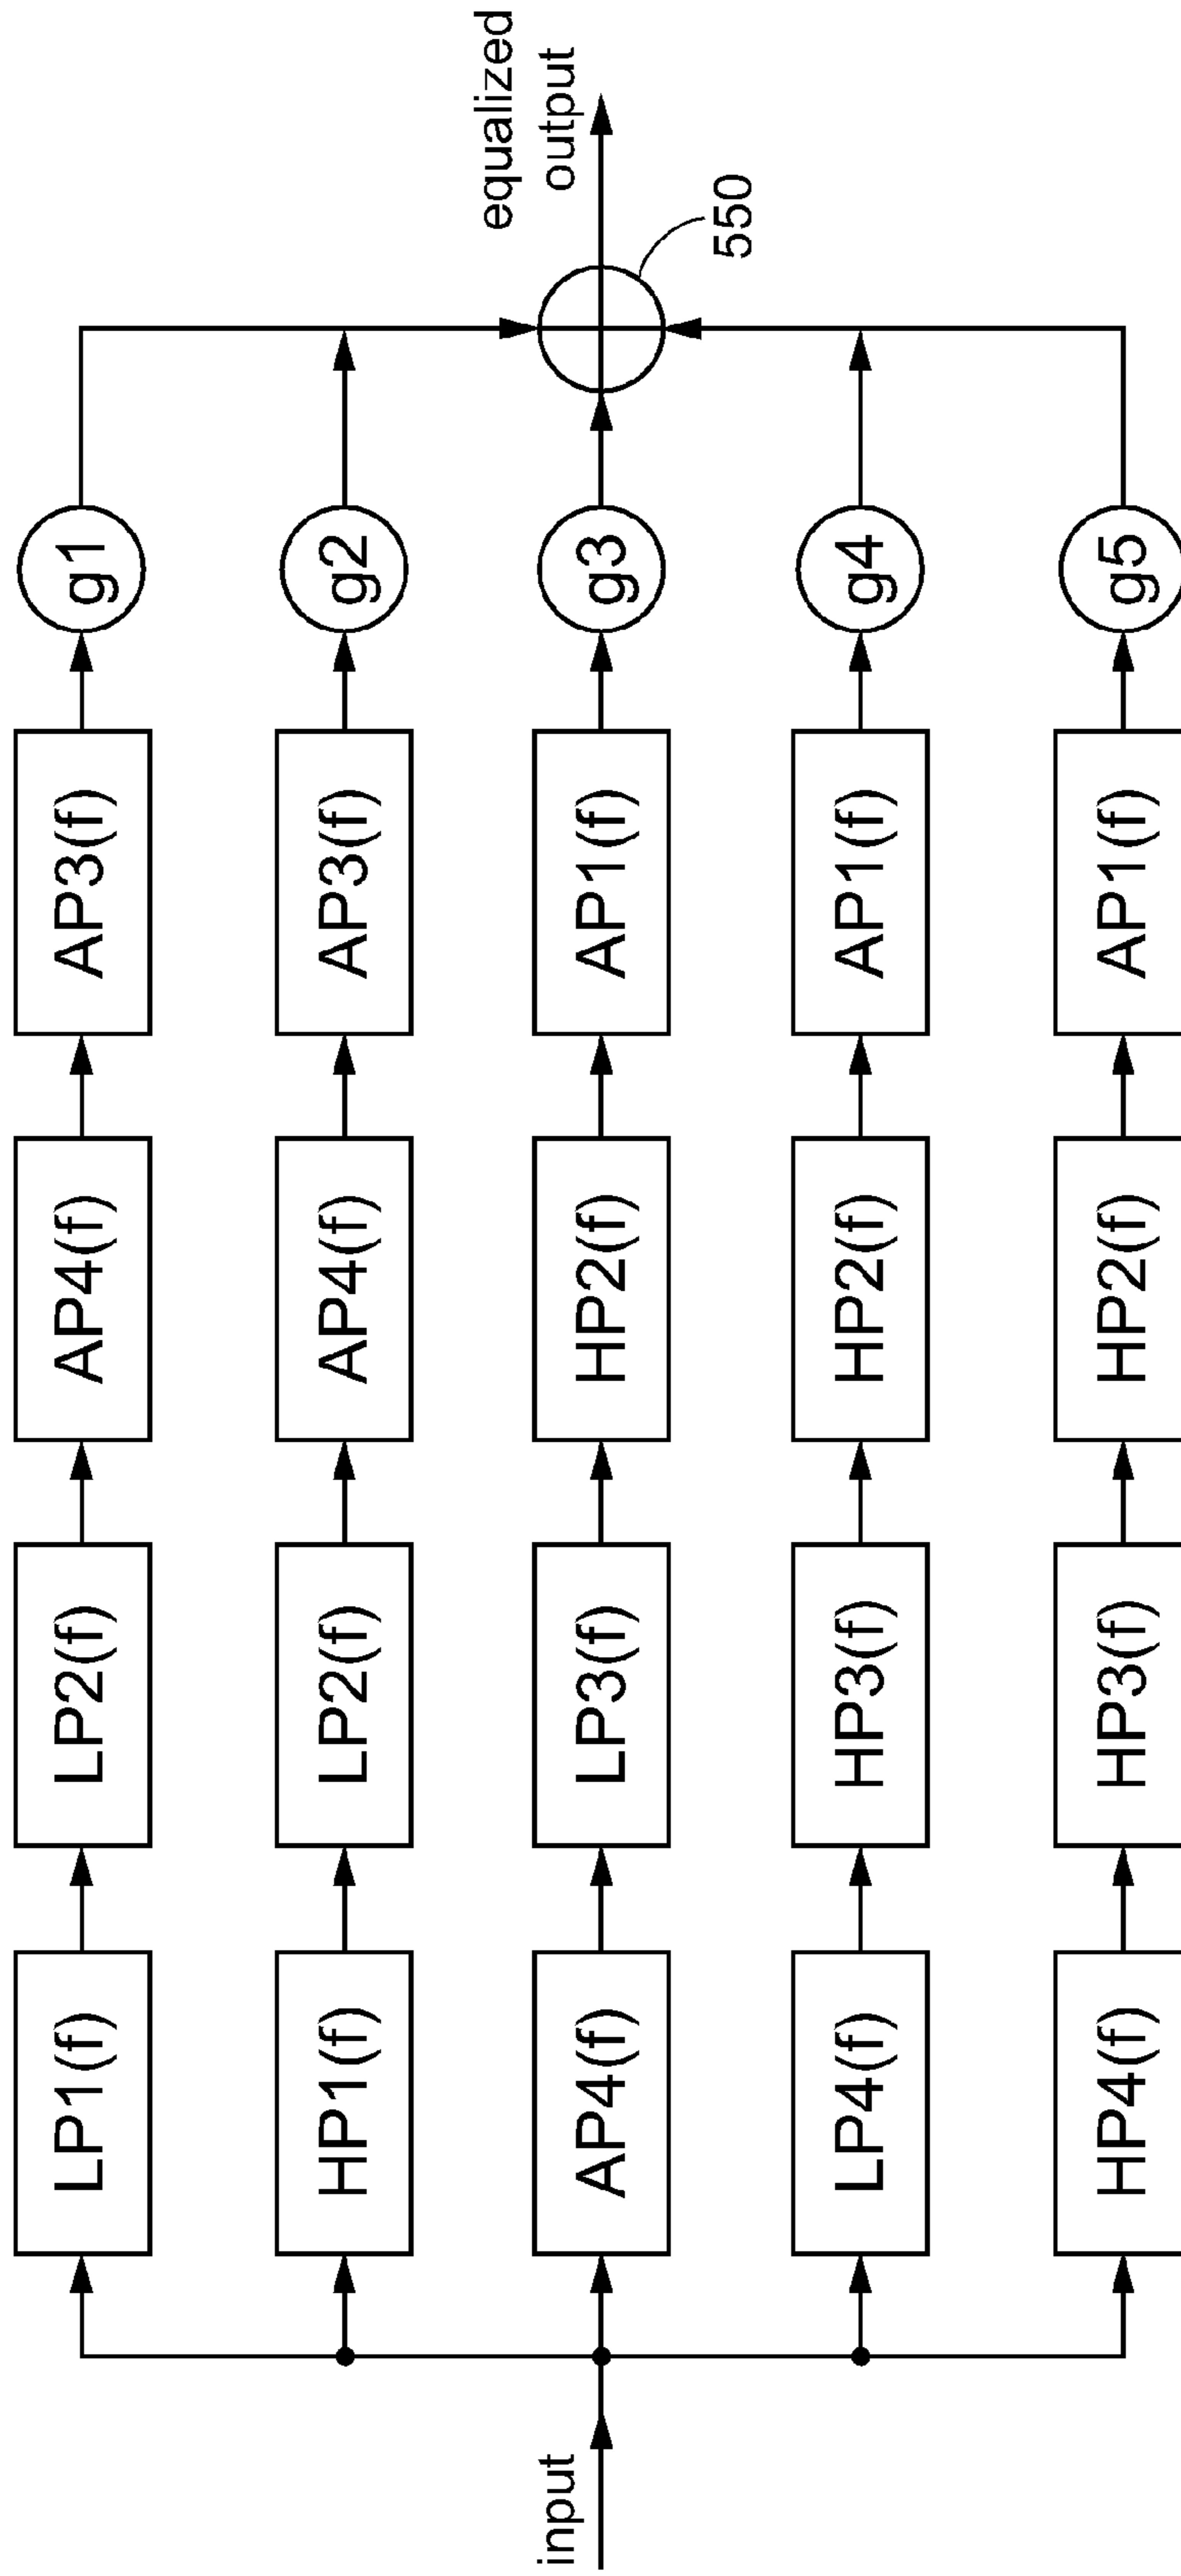 input
LP1(f)
LP2(f)
AP4(f)
AP3(f)
g1
HP1(f)
LP2(f)
AP4(f)
AP3(f)
g2
AP4(f)
LP3(f)
HP2(f)
AP1(f)
g3
LP4(f)
HP3(f)
HP2(f)
AP1(f)
g4
HP4(f)
HP3(f)
HP2(f)
AP1(f)
g5
equalized
output
550